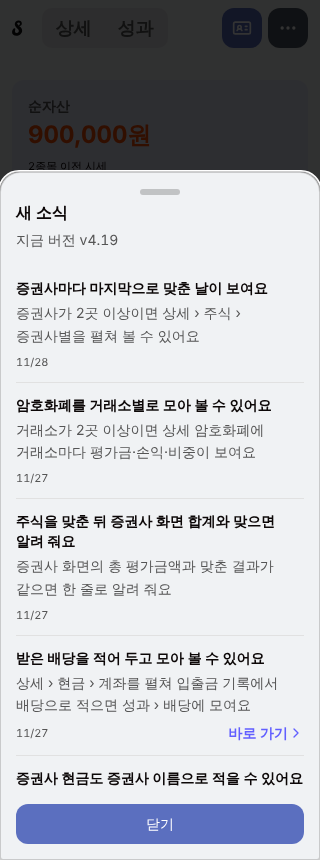 상세 성과
순자산
900,000원
2종목 이전 시세
새 소식
지금 버전 v4.19
증권사마다 마지막으로 맞춘 날이 보여요
증권사가 2곳 이상이면 상세 › 주식 ›
증권사별을 펼쳐 볼 수 있어요
11/28
암호화폐를 거래소별로 모아 볼 수 있어요
거래소가 2곳 이상이면 상세 암호화폐에
거래소마다 평가금·손익·비중이 보여요
11/27
주식을 맞춘 뒤 증권사 화면 합계와 맞으면
알려 줘요
증권사 화면의 총 평가금액과 맞춘 결과가
같으면 한 줄로 알려 줘요
11/27
받은 배당을 적어 두고 모아 볼 수 있어요
상세 › 현금 › 계좌를 펼쳐 입출금 기록에서
배당으로 적으면 성과 › 배당에 모여요
11/27 바로 가기 ›
증권사 현금도 증권사 이름으로 적을 수 있어요
닫기